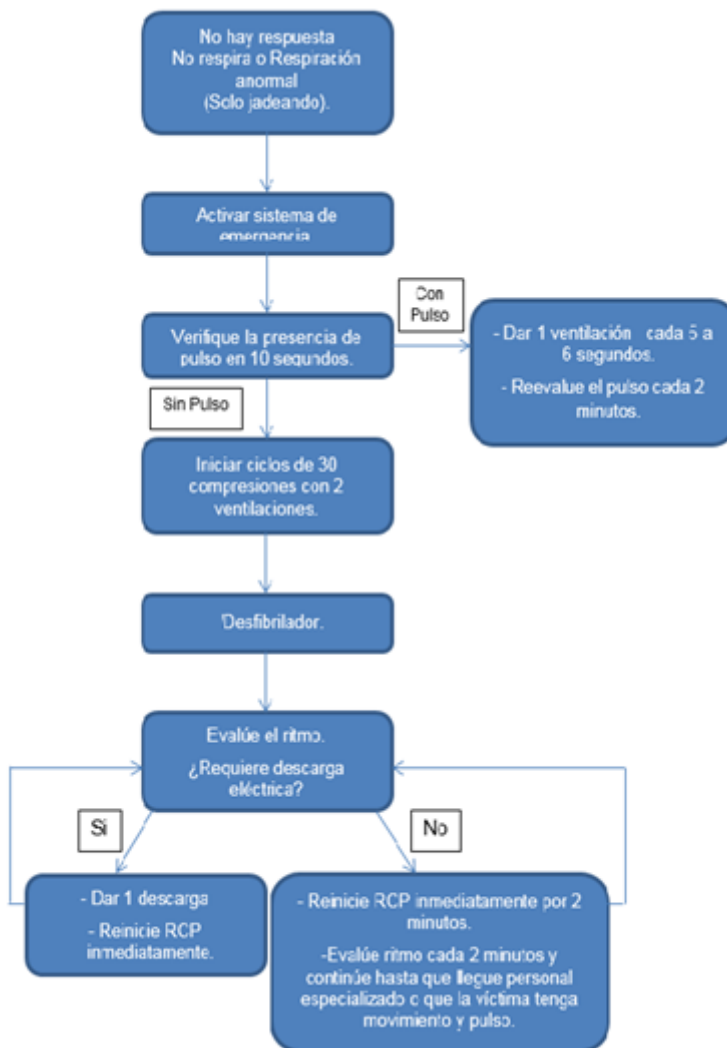 No hay respuesta
No respira o Respiración
anormal
(Solo jadeando).
Activar sistema de
emergencia
Con
Pulso
Verifique la presencia de
pulso en 10 segundos.
- Dar 1 ventilación cada 5 a
6 segundos.
- Reevalue el pulso cada 2
minutos.
Sin Pulso
Iniciar ciclos de 30
compresiones con 2
ventilaciones.
Desfibrilador.
Evalúe el ritmo.
¿Requiere descarga
eléctrica?
Si
No
- Dar 1 descarga
- Reinicie RCP
inmediatamente.
- Reinicie RCP inmediatamente por 2
minutos.
-Evalúe ritmo cada 2 minutos y
continúe hasta que llegue personal
especializado o que la víctima tenga
movimiento y pulso.